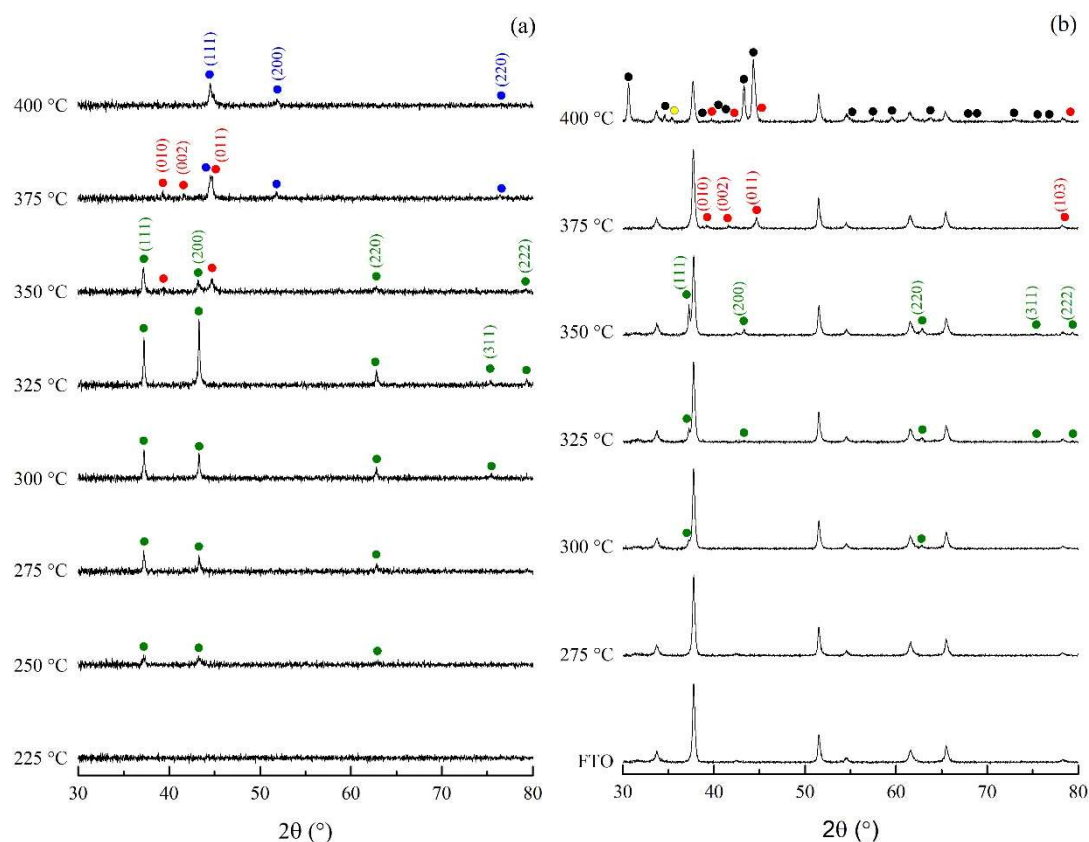 (a)
(111)
(200)
(220)
400 °C
(010)
(002)
(011)
375 °C
(111)
(200)
(220)
(222)
350 °C
(311)
325 °C
300 °C
275 °C
250 °C
225 °C
30 40 50 60 70 80
2θ (°)
(b)
400 °C
(010)
(002)
(011)
(103)
375 °C
(111)
(200)
(220)
(311)
(222)
350 °C
325 °C
300 °C
275 °C
FTO
30 40 50 60 70 80
2θ (°)